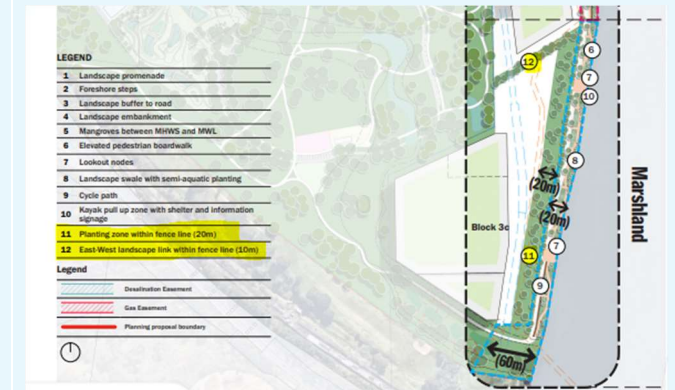 LEGEND
1 Landscape promenade
2 Foreshore steps
3 Landscape buffer to road
4 Landscape embankment
5 Mangroves between MHWS and MWL
6 Elevated pedestrian boardwalk
7 Lookout nodes
8 Landscape swale with semi-aquatic planting
9 Cycle path
10 Kayak pull up zone with shelter and information
signage
11 Planting zone within fence line (20m)
12 East-West landscape link within fence line (10m)
Legend
Desalination Easement
Gas Easement
Planning proposal boundary
12
6
7
10
8
(20m)
(20m)
Block 3c
7
11
9
(60m)
Marshland